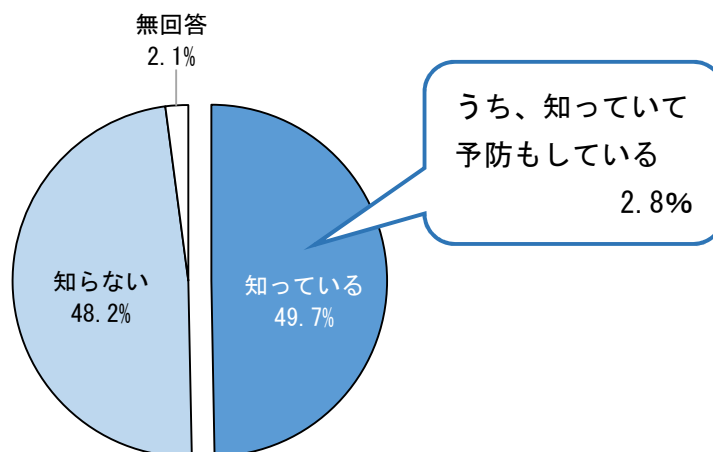 無回答
2.1%
うち、知っていて
予防もしている
2.8%
知らない
48.2%
知っている
49.7%